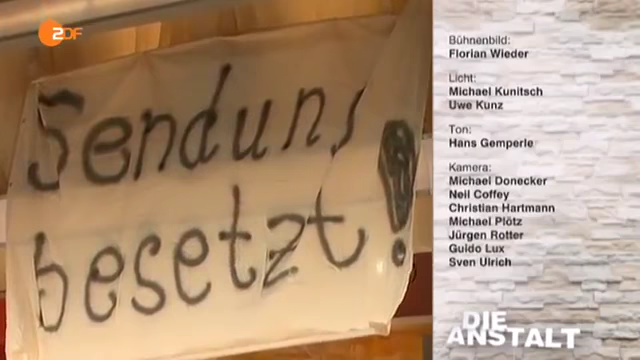 ZDF
Sendung
besetzt!
Bühnenbild:
Florian Wieder
Licht:
Michael Kunitsch
Uwe Kunz
Ton:
Hans Gemperle
Kamera:
Michael Donecker
Neil Coffey
Christian Hartmann
Michael Plötz
Jürgen Rotter
Guido Lux
Sven Ulrich
DIE
ANSTALT